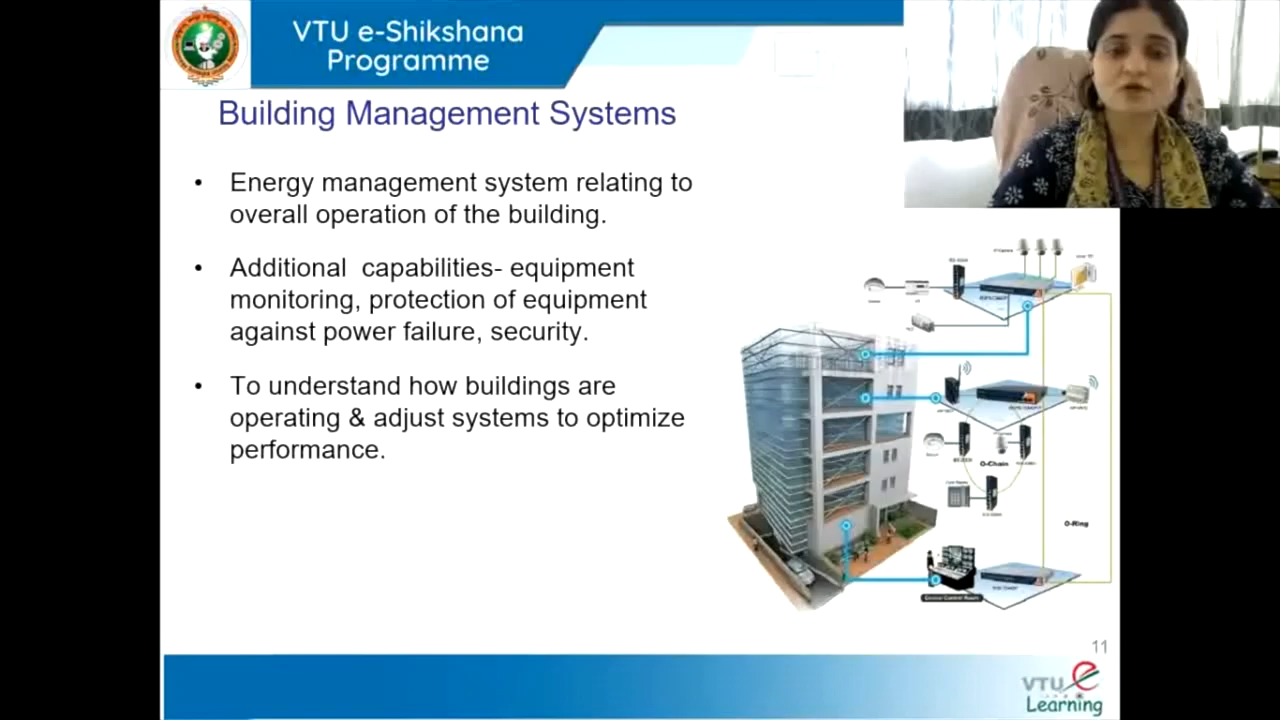 VTU e-Shikshana
Programme
Building Management Systems
• Energy management system relating to
overall operation of the building.
• Additional capabilities- equipment
monitoring, protection of equipment
against power failure, security.
• To understand how buildings are
operating & adjust systems to optimize
performance.
O-Chain
O-Ring
11
VTU e
Learning